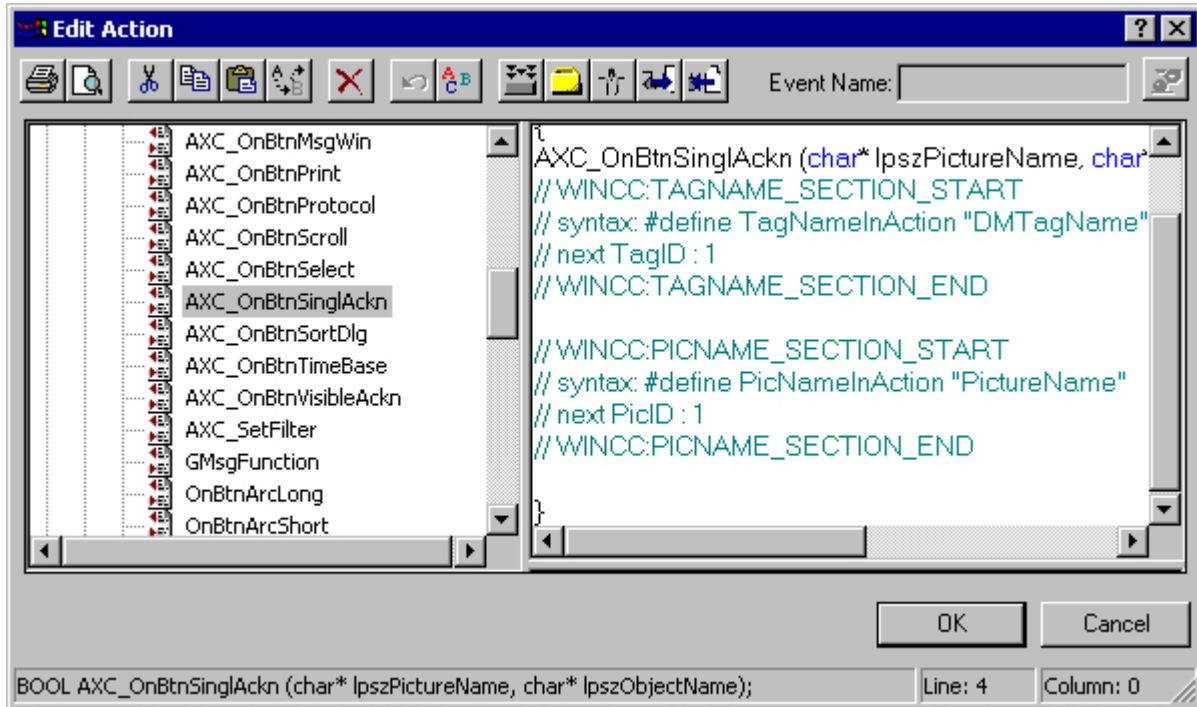 Edit Action
Event Name:
AXC_OnBtnMsgWin
AXC_OnBtnPrint
AXC_OnBtnProtocol
AXC_OnBtnScroll
AXC_OnBtnSelect
AXC_OnBtnSinglAckn
AXC_OnBtnSortDlg
AXC_OnBtnTimeBase
AXC_OnBtnVisibleAckn
AXC_SetFilter
GMsgFunction
OnBtnArcLong
OnBtnArcShort
{
AXC_OnBtnSinglAckn (char* lpszPictureName, char*
// WINCC:TAGNAME_SECTION_START
// syntax: #define TagNameInAction "DMTagName"
// next TagID : 1
// WINCC:TAGNAME_SECTION_END
// WINCC:PICNAME_SECTION_START
// syntax: #define PicNameInAction "PictureName"
// next PicID : 1
// WINCC:PICNAME_SECTION_END
}
OK
Cancel
BOOL AXC_OnBtnSinglAckn (char* lpszPictureName, char* lpszObjectName);
Line: 4
Column: 0